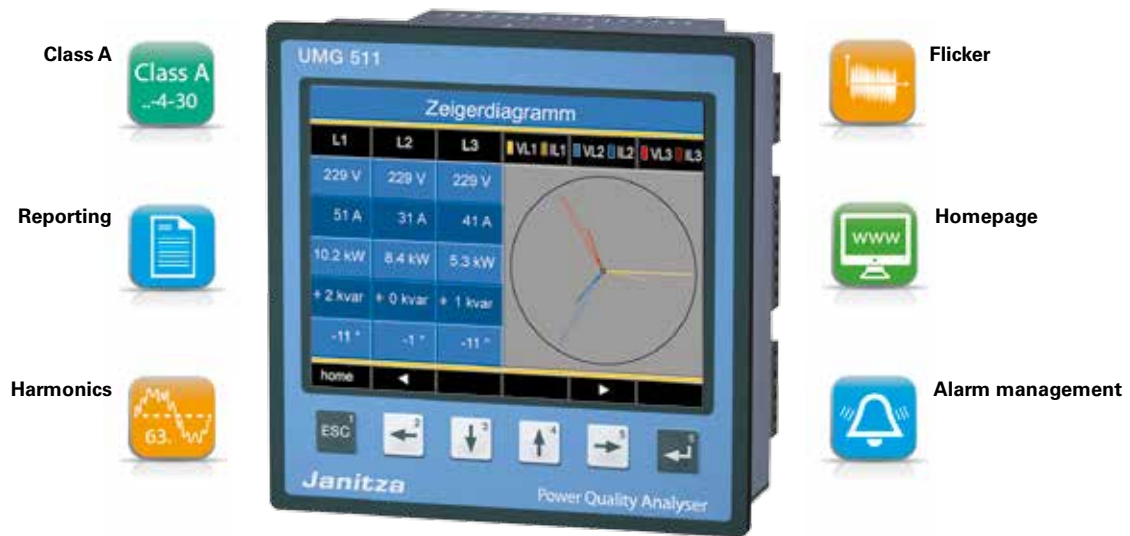 Class A
Class A
..-4-30
Reporting
Harmonics
63.
UMG 511
Zeigerdiagramm
L1 L2 L3 VL1 IL1 VL2 IL2 VL3 IL3
229 V 229 V 229 V
51 A 31 A 41 A
10.2 kW 8.4 kW 5.3 kW
+ 2 kvar + 0 kvar + 1 kvar
-11 ° -1 ° -11 °
home
ESC 1 2 3 4 5 6
Janitza
Power Quality Analyser
Flicker
Homepage
www
Alarm management